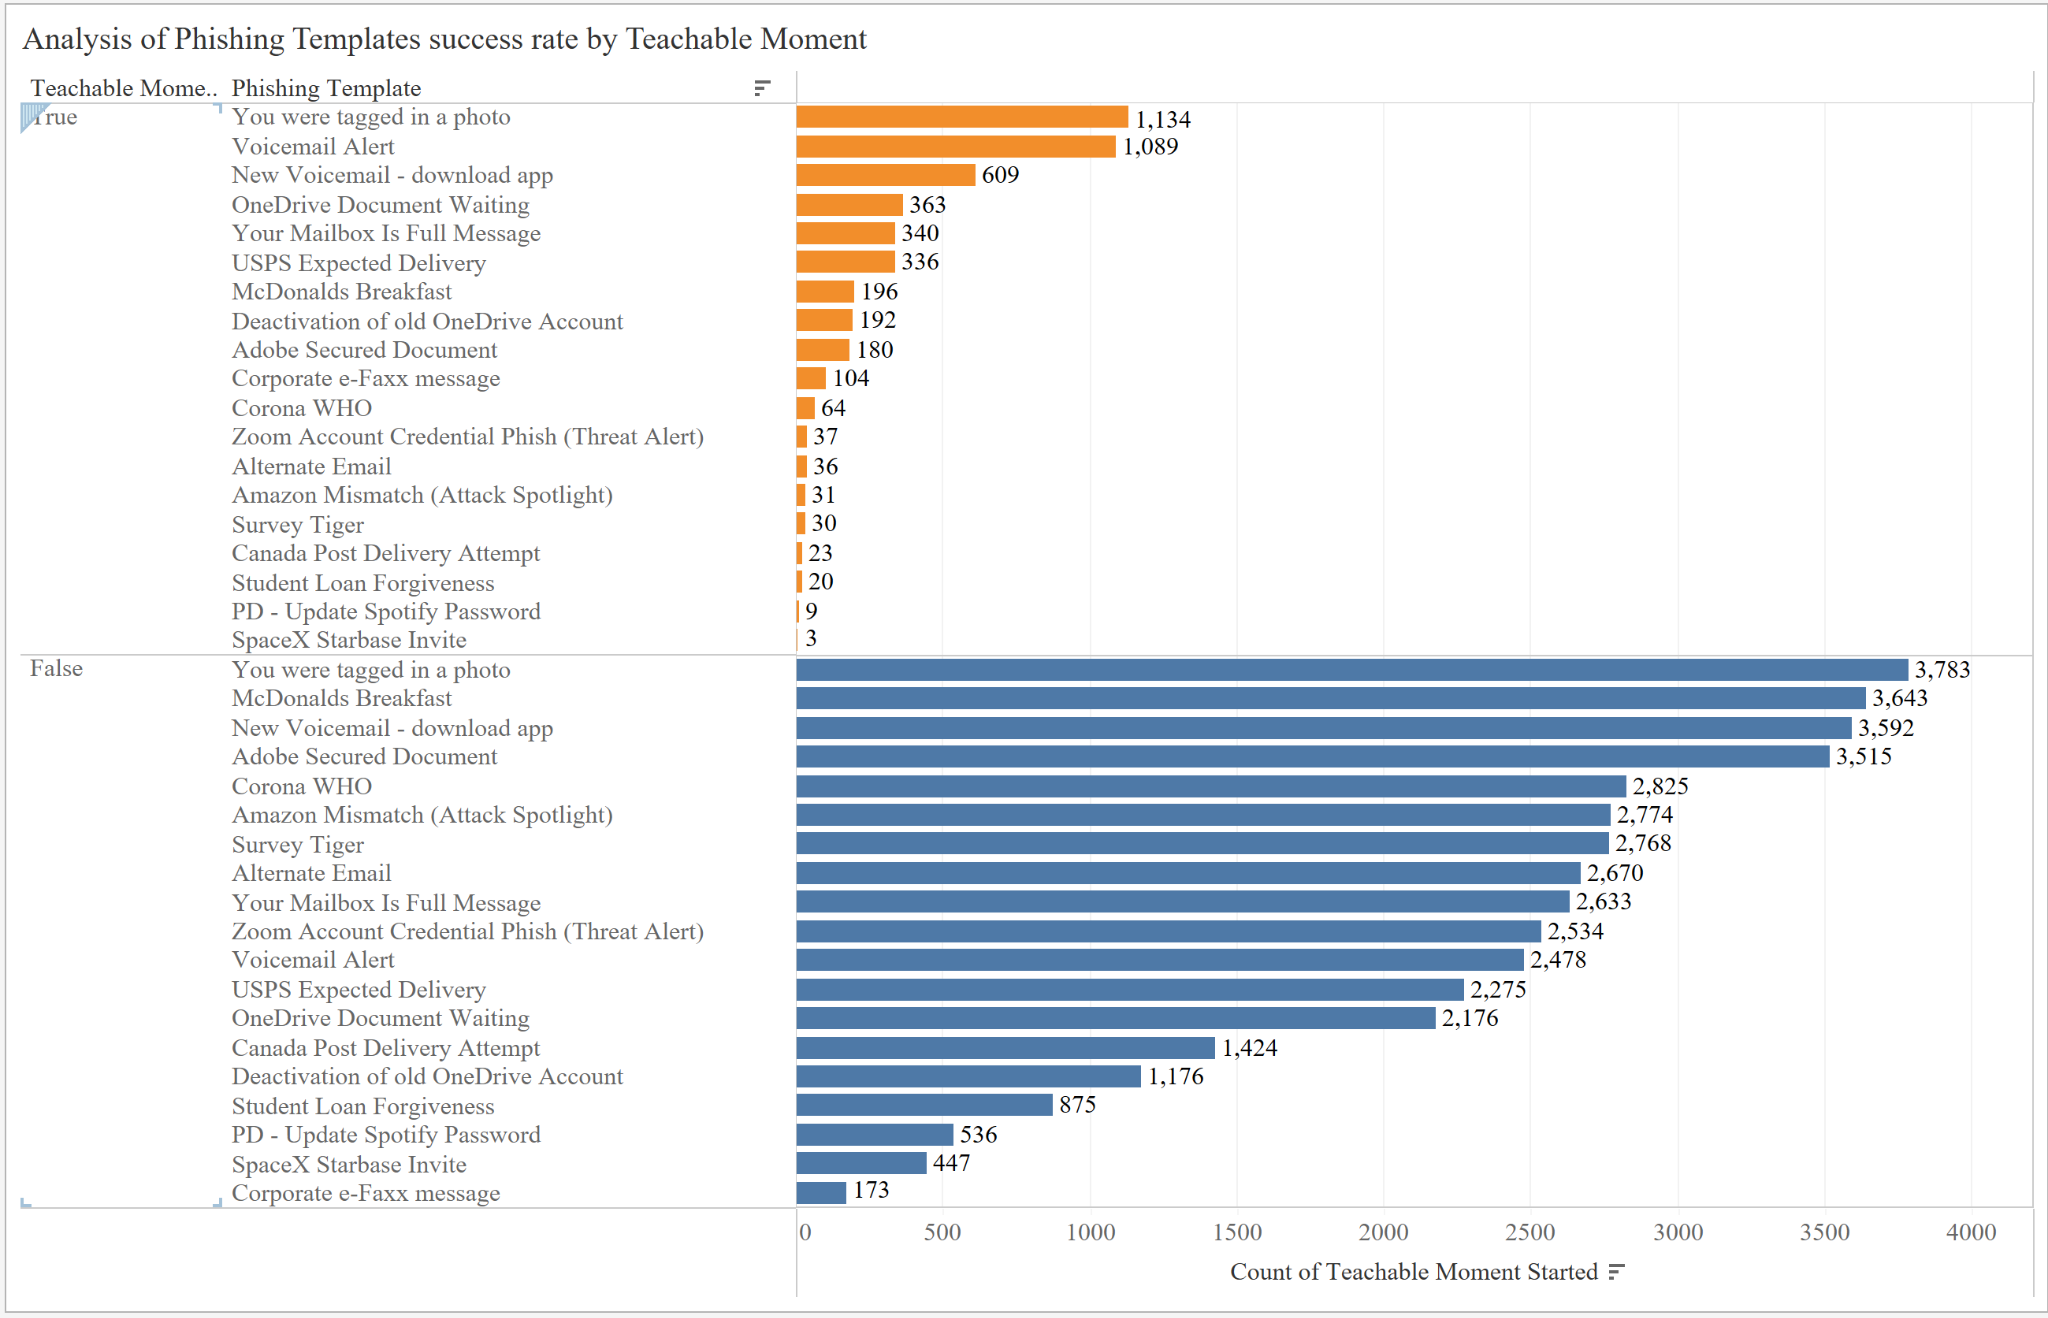 Analysis of Phishing Templates success rate by Teachable Moment
Teachable Mome.. Phishing Template
True You were tagged in a photo 1,134
Voicemail Alert 1,089
New Voicemail - download app 609
OneDrive Document Waiting 363
Your Mailbox Is Full Message 340
USPS Expected Delivery 336
McDonalds Breakfast 196
Deactivation of old OneDrive Account 192
Adobe Secured Document 180
Corporate e-Faxx message 104
Corona WHO 64
Zoom Account Credential Phish (Threat Alert) 37
Alternate Email 36
Amazon Mismatch (Attack Spotlight) 31
Survey Tiger 30
Canada Post Delivery Attempt 23
Student Loan Forgiveness 20
PD - Update Spotify Password 9
SpaceX Starbase Invite 3
False You were tagged in a photo 3,783
McDonalds Breakfast 3,643
New Voicemail - download app 3,592
Adobe Secured Document 3,515
Corona WHO 2,825
Amazon Mismatch (Attack Spotlight) 2,774
Survey Tiger 2,768
Alternate Email 2,670
Your Mailbox Is Full Message 2,633
Zoom Account Credential Phish (Threat Alert) 2,534
Voicemail Alert 2,478
USPS Expected Delivery 2,275
OneDrive Document Waiting 2,176
Canada Post Delivery Attempt 1,424
Deactivation of old OneDrive Account 1,176
Student Loan Forgiveness 875
PD - Update Spotify Password 536
SpaceX Starbase Invite 447
Corporate e-Faxx message 173
0 500 1000 1500 2000 2500 3000 3500 4000
Count of Teachable Moment Started